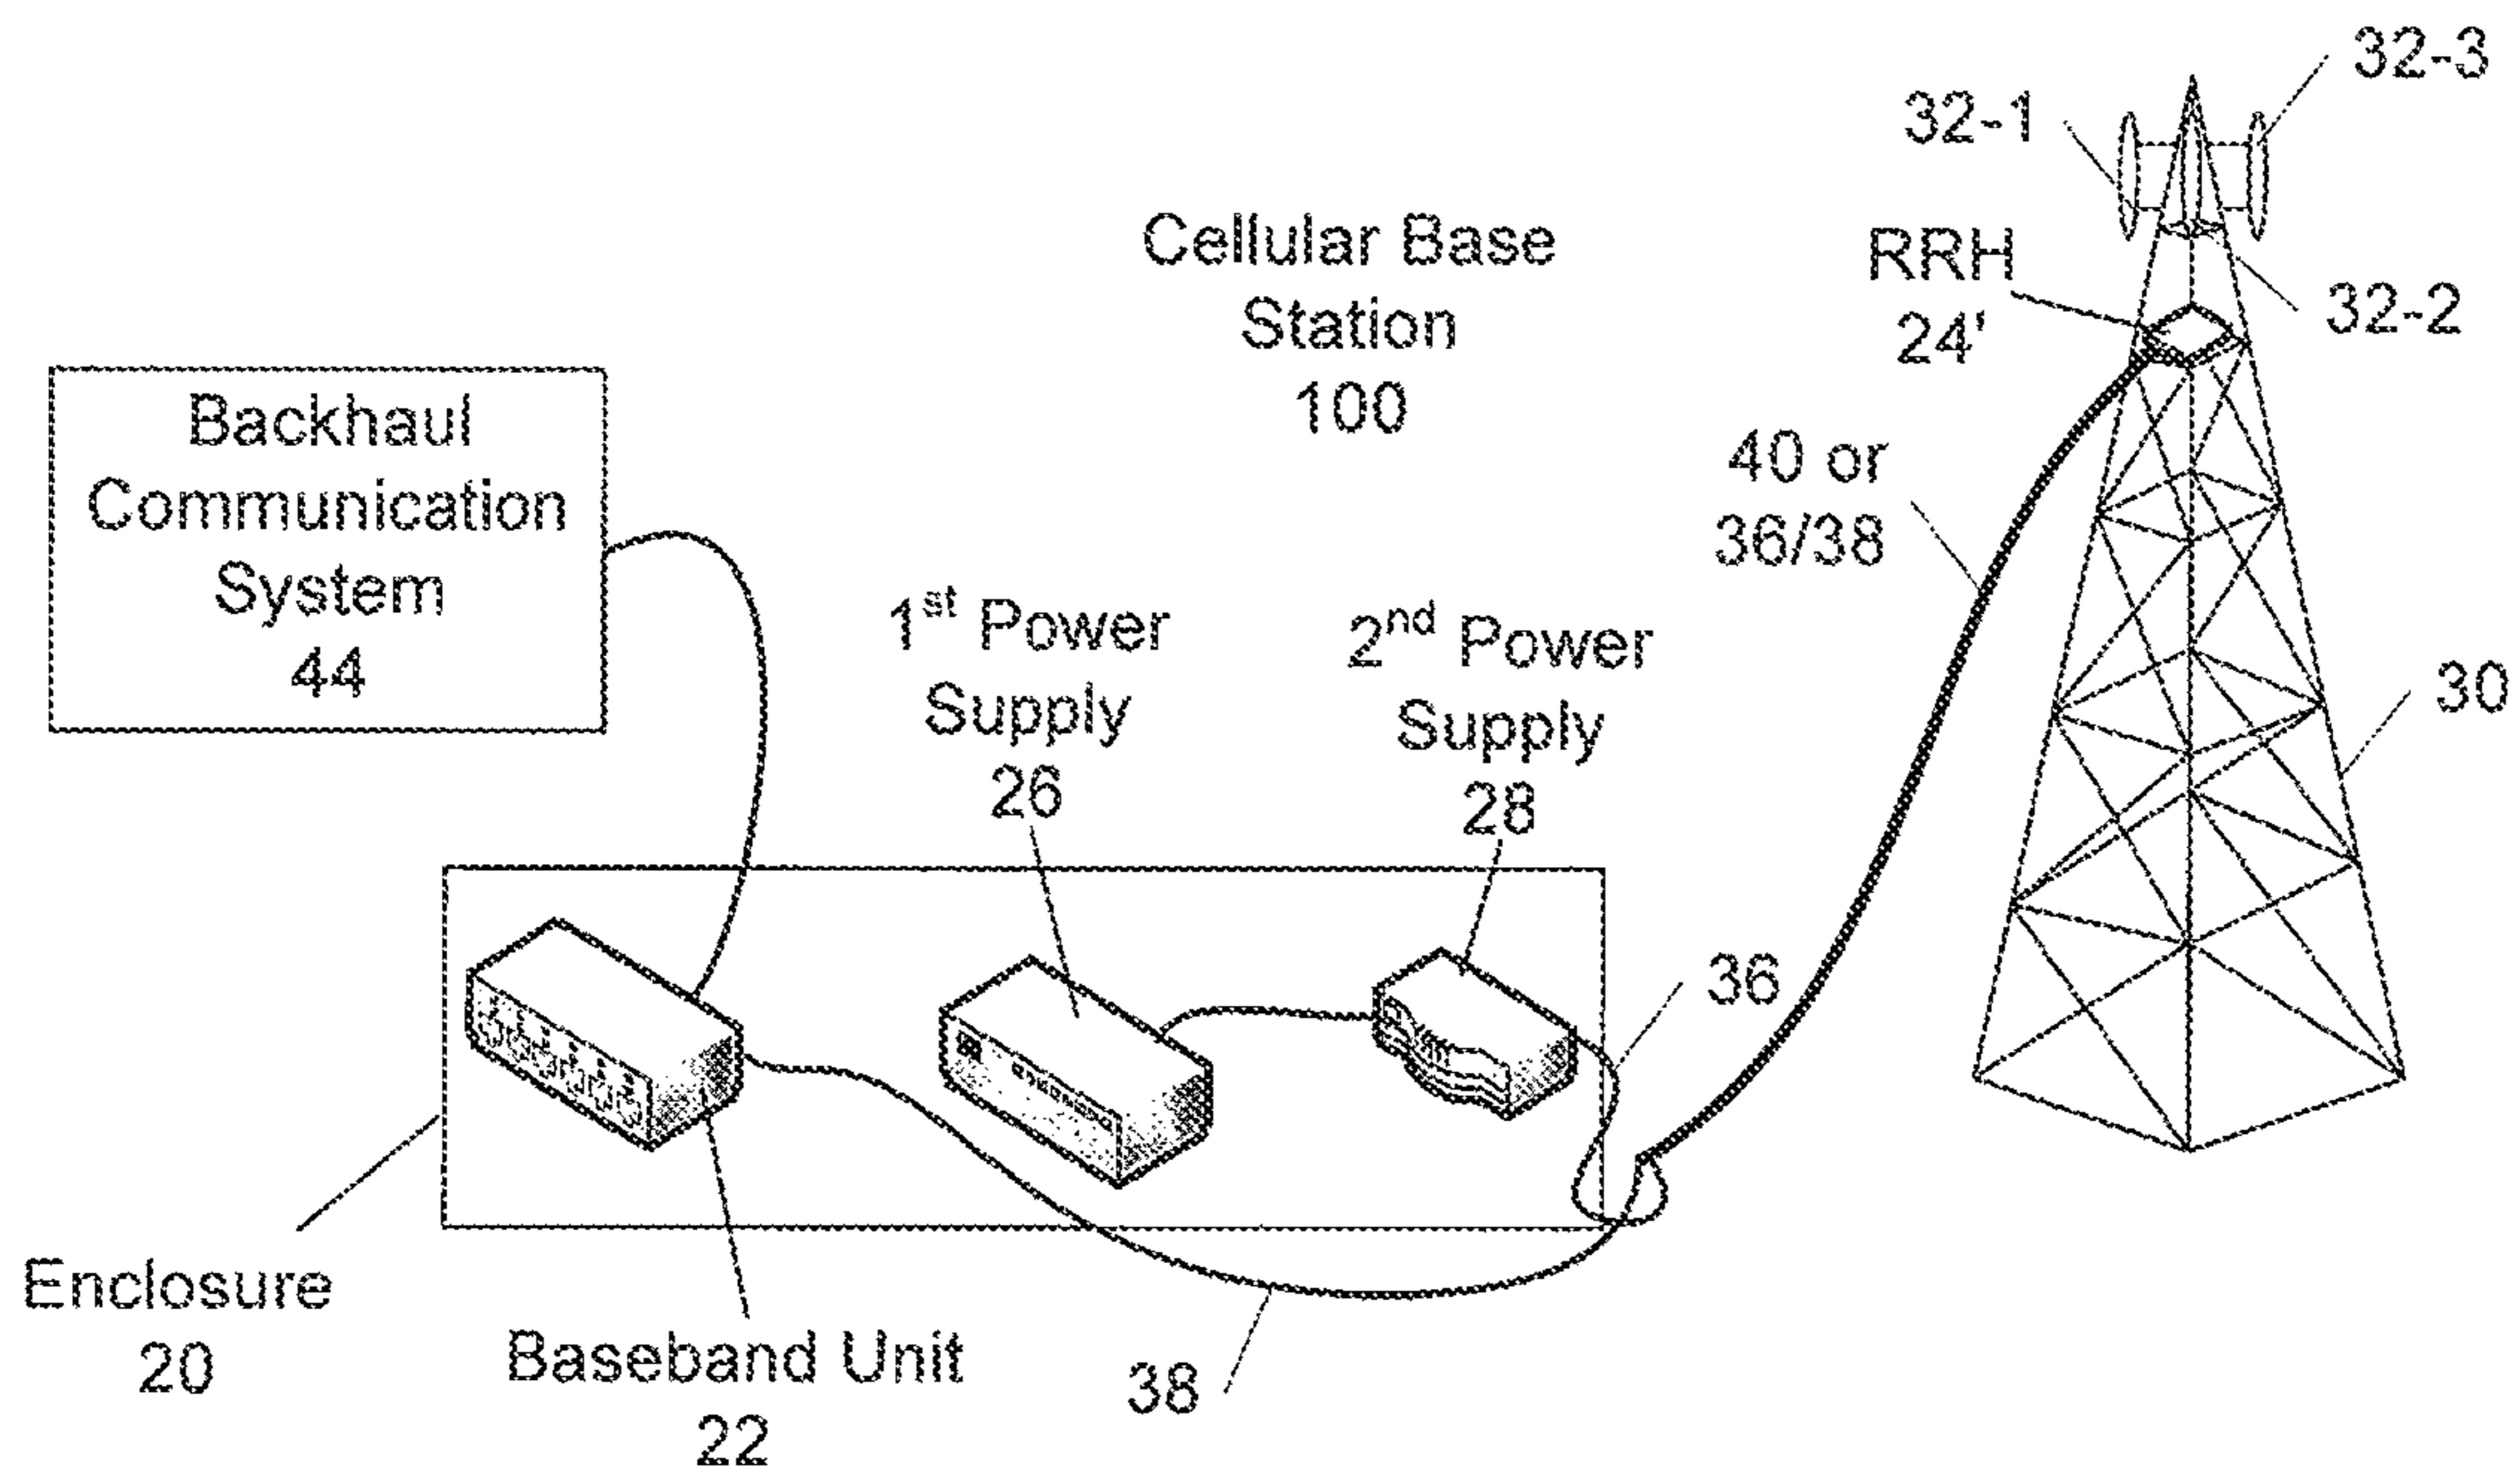 32-3
32-1
Cellular Base
Station
100
RRH
24'
32-2
Backhaul
Communication
System
44
40 or
36/38
1st Power
Supply
26
2nd Power
Supply
28
30
36
Enclosure
20
Baseband Unit
22
38